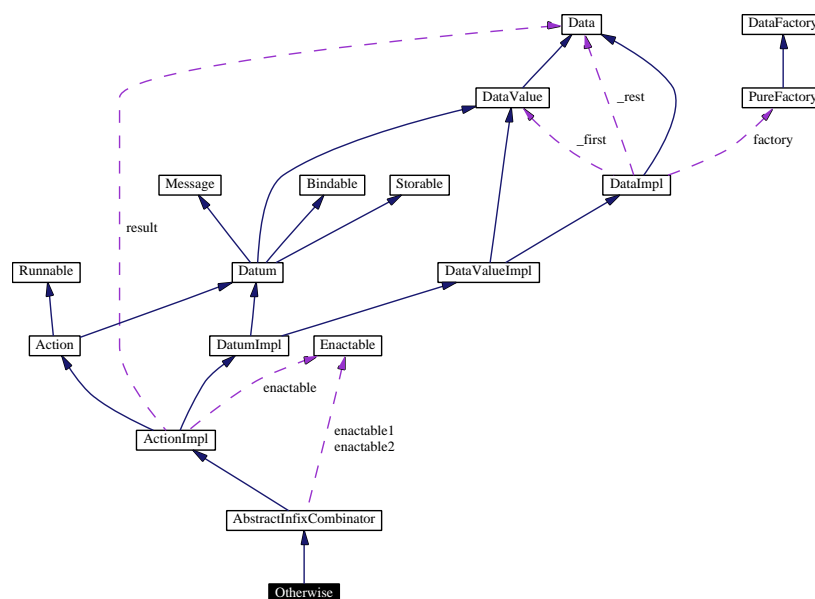 Data
DataFactory
DataValue
_rest
PureFactory
_first
factory
Message
Bindable
Storable
DataImpl
result
Runnable
Datum
DataValueImpl
Action
DatumImpl
Enactable
enactable
enactable1
enactable2
ActionImpl
AbstractInfixCombinator
Otherwise